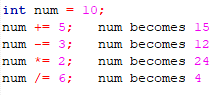 int num = 10;
num += 5; num becomes 15
num -= 3; num becomes 12
num *= 2; num becomes 24
num /= 6; num becomes 4